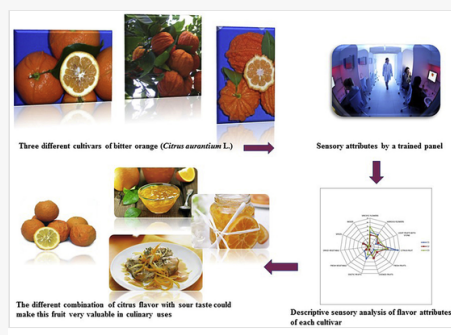 Three different cultivars of bitter orange (Citrus aurantium L.)
Sensory attributes by a trained panel
The different combination of citrus flavor with sour taste could
make this fruit very valuable in culinary uses
Descriptive sensory analysis of flavor attributes
of each cultivar